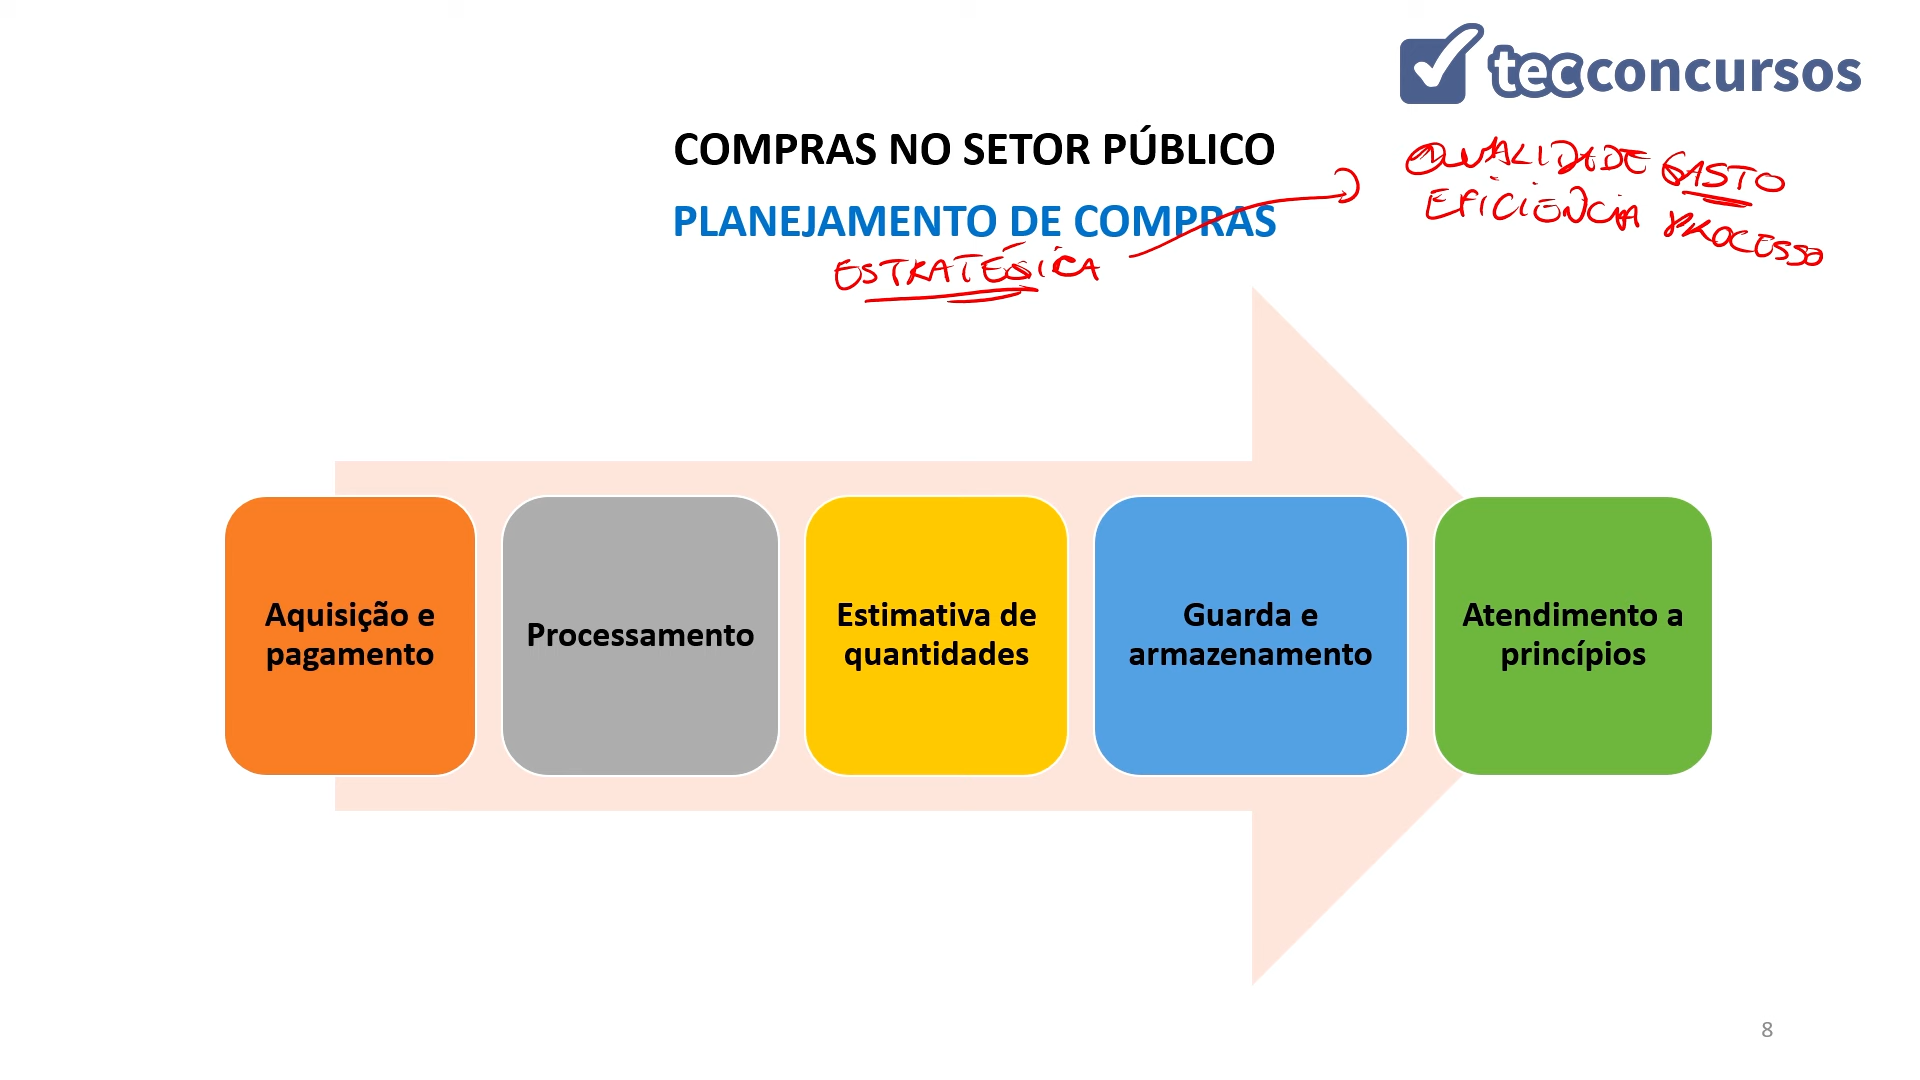 tecconcursos
COMPRAS NO SETOR PÚBLICO
QUALIDADE GASTO
EFICIÊNCIA PROCESSO
PLANEJAMENTO DE COMPRAS
ESTRATÉGICA
Aquisição e
pagamento
Processamento
Estimativa de
quantidades
Guarda e
armazenamento
Atendimento a
princípios
8